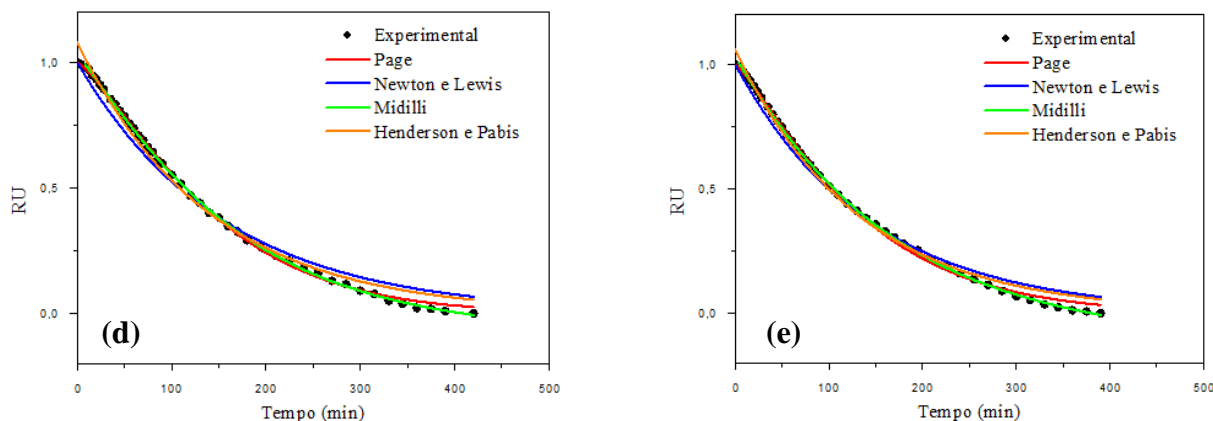 Experimental
Page
Newton e Lewis
Midilli
Henderson e Pabis
1,0
0,5
0,0
RU
(d)
0 100 200 300 400 500
Tempo (min)
Experimental
Page
Newton e Lewis
Midilli
Henderson e Pabis
1,0
0,5
0,0
RU
(e)
0 100 200 300 400 500
Tempo (min)